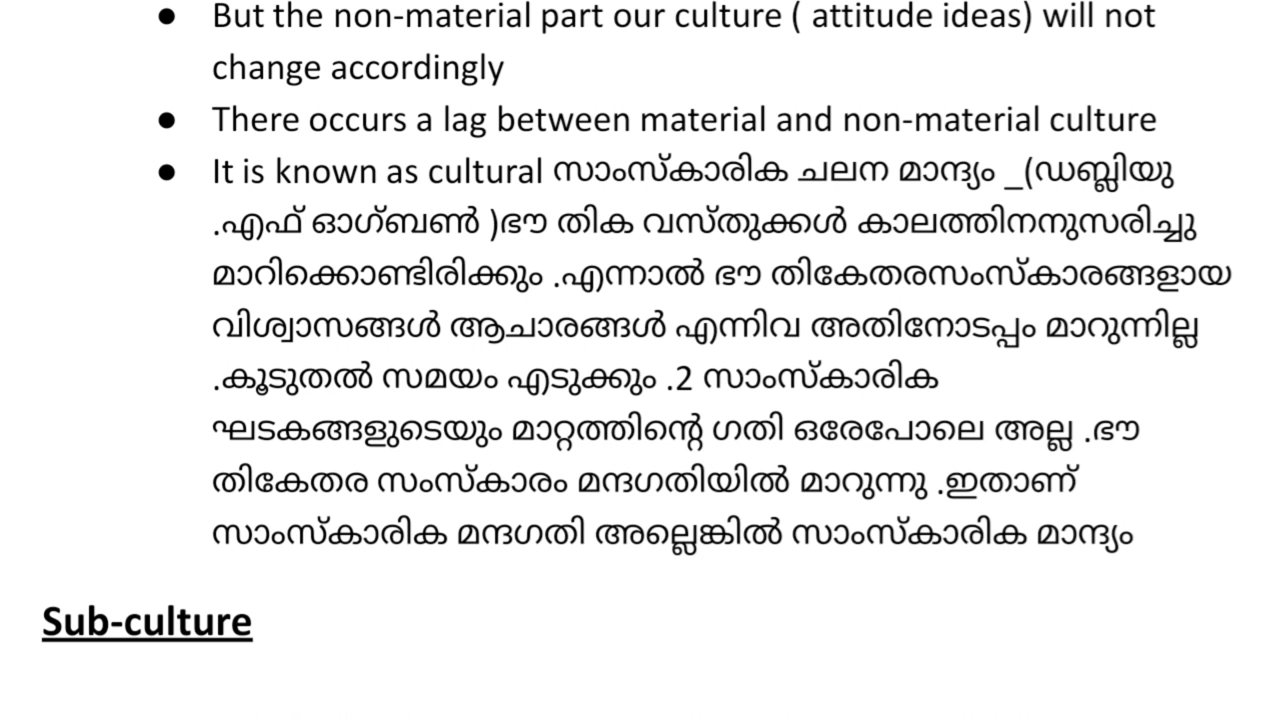 ● But the non-material part our culture ( attitude ideas) will not
change accordingly
● There occurs a lag between material and non-material culture
● It is known as cultural സാംസ്കാരിക ചലന മാന്ദ്യം _(ഡബ്ലിയു
.എഫ് ഓഗ്ബൺ )ഭൗ തിക വസ്തുക്കൾ കാലത്തിനനുസരിച്ചു
മാറിക്കൊണ്ടിരിക്കും .എന്നാൽ ഭൗ തികേതരസംസ്കാരങ്ങളായ
വിശ്വാസങ്ങൾ ആചാരങ്ങൾ എന്നിവ അതിനോടപ്പം മാറുന്നില്ല
.കൂടുതൽ സമയം എടുക്കും .2 സാംസ്കാരിക
ഘടകങ്ങളുടെയും മാറ്റത്തിന്റെ ഗതി ഒരേപോലെ അല്ല .ഭൗ
തികേതര സംസ്കാരം മന്ദഗതിയിൽ മാറുന്നു .ഇതാണ്
സാംസ്കാരിക മന്ദഗതി അല്ലെങ്കിൽ സാംസ്കാരിക മാന്ദ്യം
Sub-culture